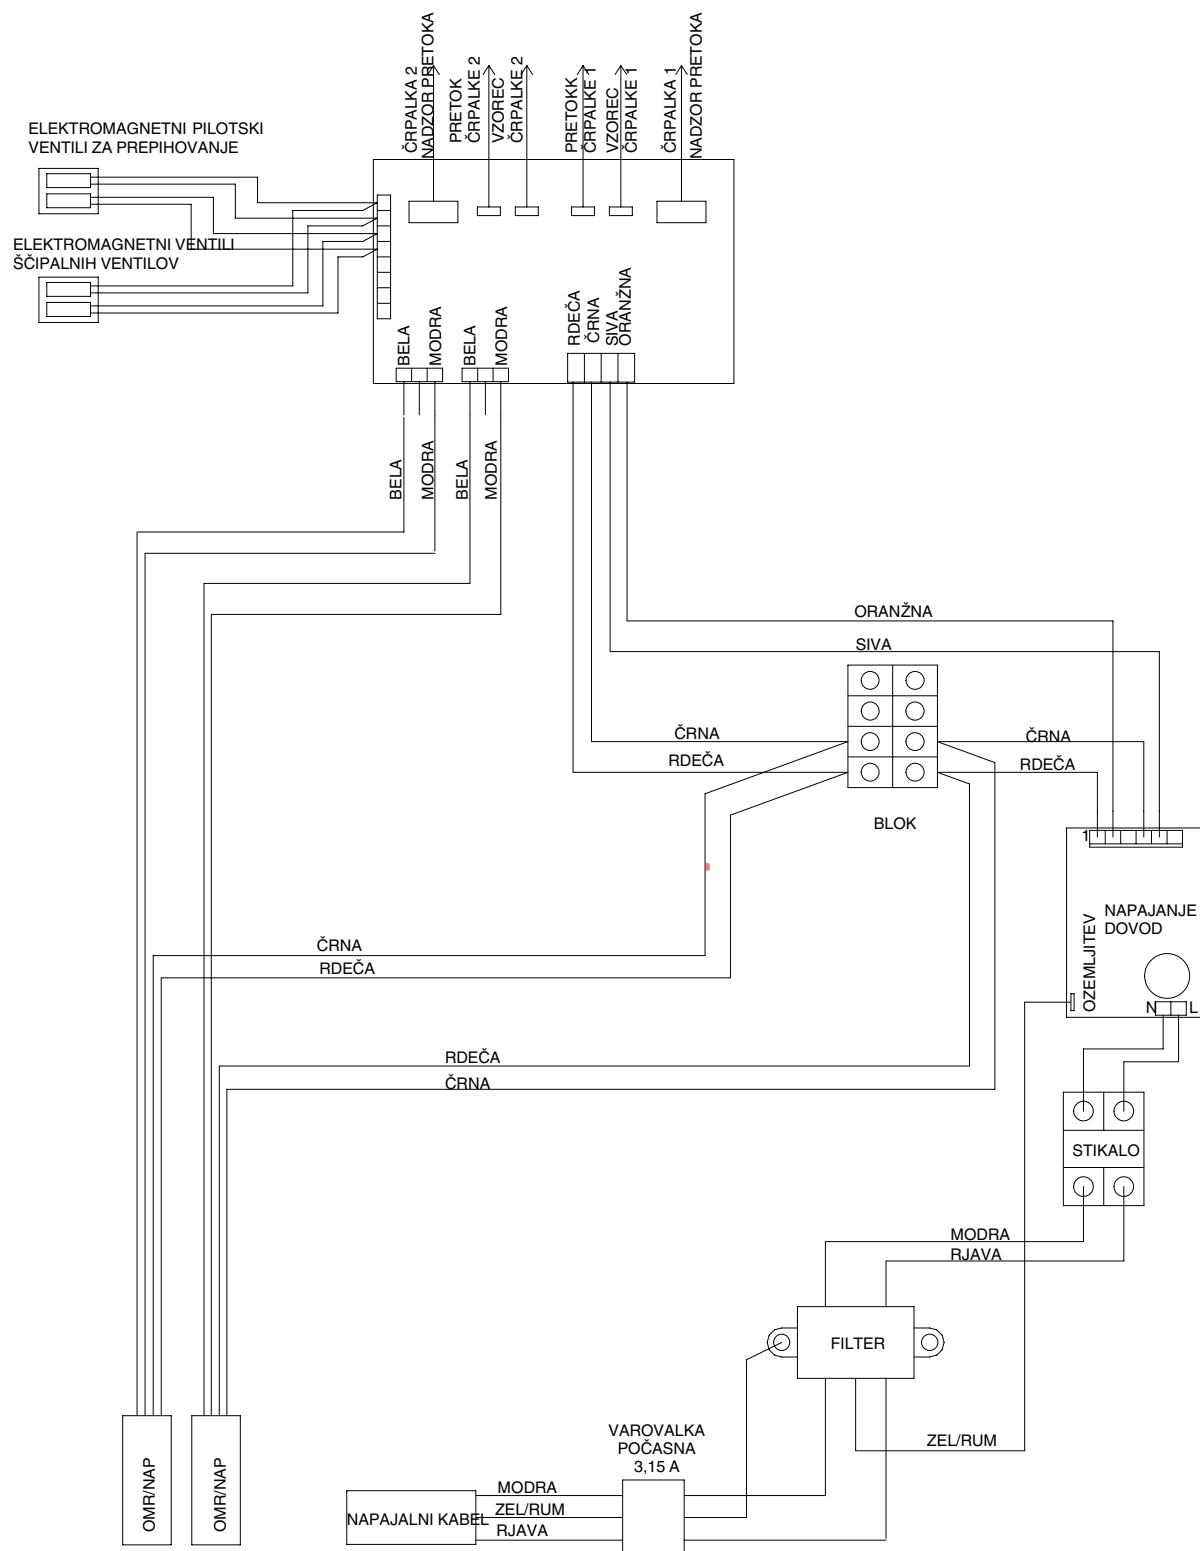 ČRPALKA 2
NADZOR PRETOKA
PRETOK
ČRPALKE 2
VZOREC
ČRPALKE 2
PRETOKK
ČRPALKE 1
VZOREC
ČRPALKE 1
ČRPALKA 1
NADZOR PRETOKA
ELEKTROMAGNETNI PILOTSKI
VENTILI ZA PREPIHOVANJE
ELEKTROMAGNETNI VENTILI
ŠČIPALNIH VENTILOV
BELA
MODRA
BELA
MODRA
RDEČA
ČRNA
SIVA
ORANŽNA
BELA
MODRA
BELA
MODRA
ORANŽNA
SIVA
ČRNA
RDEČA
ČRNA
RDEČA
BLOK
1
NAPAJANJE
DOVOD
OZEMLJITEV
N
L
ČRNA
RDEČA
RDEČA
ČRNA
STIKALO
MODRA
RJAVA
FILTER
ZEL/RUM
VAROVALKA
POČASNA
3,15 A
MODRA
ZEL/RUM
RJAVA
NAPAJALNI KABEL
OMR/NAP
OMR/NAP